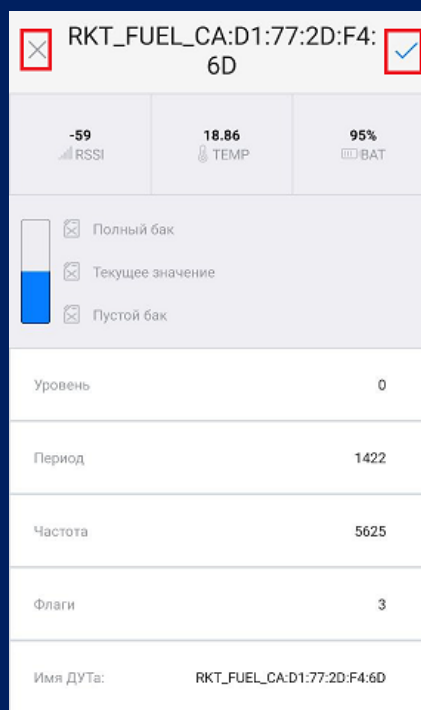 RKT_FUEL_CA:D1:77:2D:F4:
6D
-59 18.86 95%
RSSI TEMP BAT
Полный бак
Текущее значение
Пустой бак
Уровень 0
Период 1422
Частота 5625
Флаги 3
Имя ДУТа: RKT_FUEL_CA:D1:77:2D:F4:6D